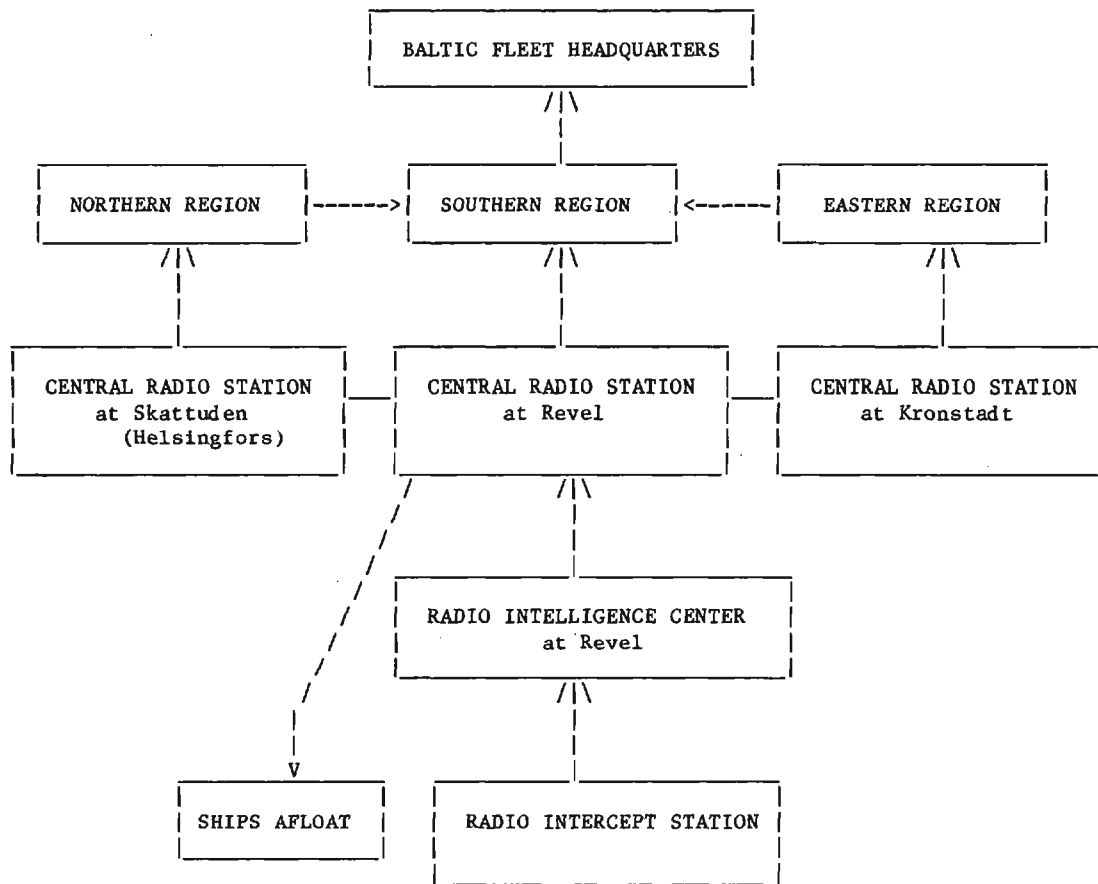 BALTIC FLEET HEADQUARTERS
NORTHERN REGION
SOUTHERN REGION
EASTERN REGION
CENTRAL RADIO STATION
at Skattuden
(Helsingfors)
CENTRAL RADIO STATION
at Revel
CENTRAL RADIO STATION
at Kronstadt
RADIO INTELLIGENCE CENTER
at Revel
SHIPS AFLOAT
RADIO INTERCEPT STATION